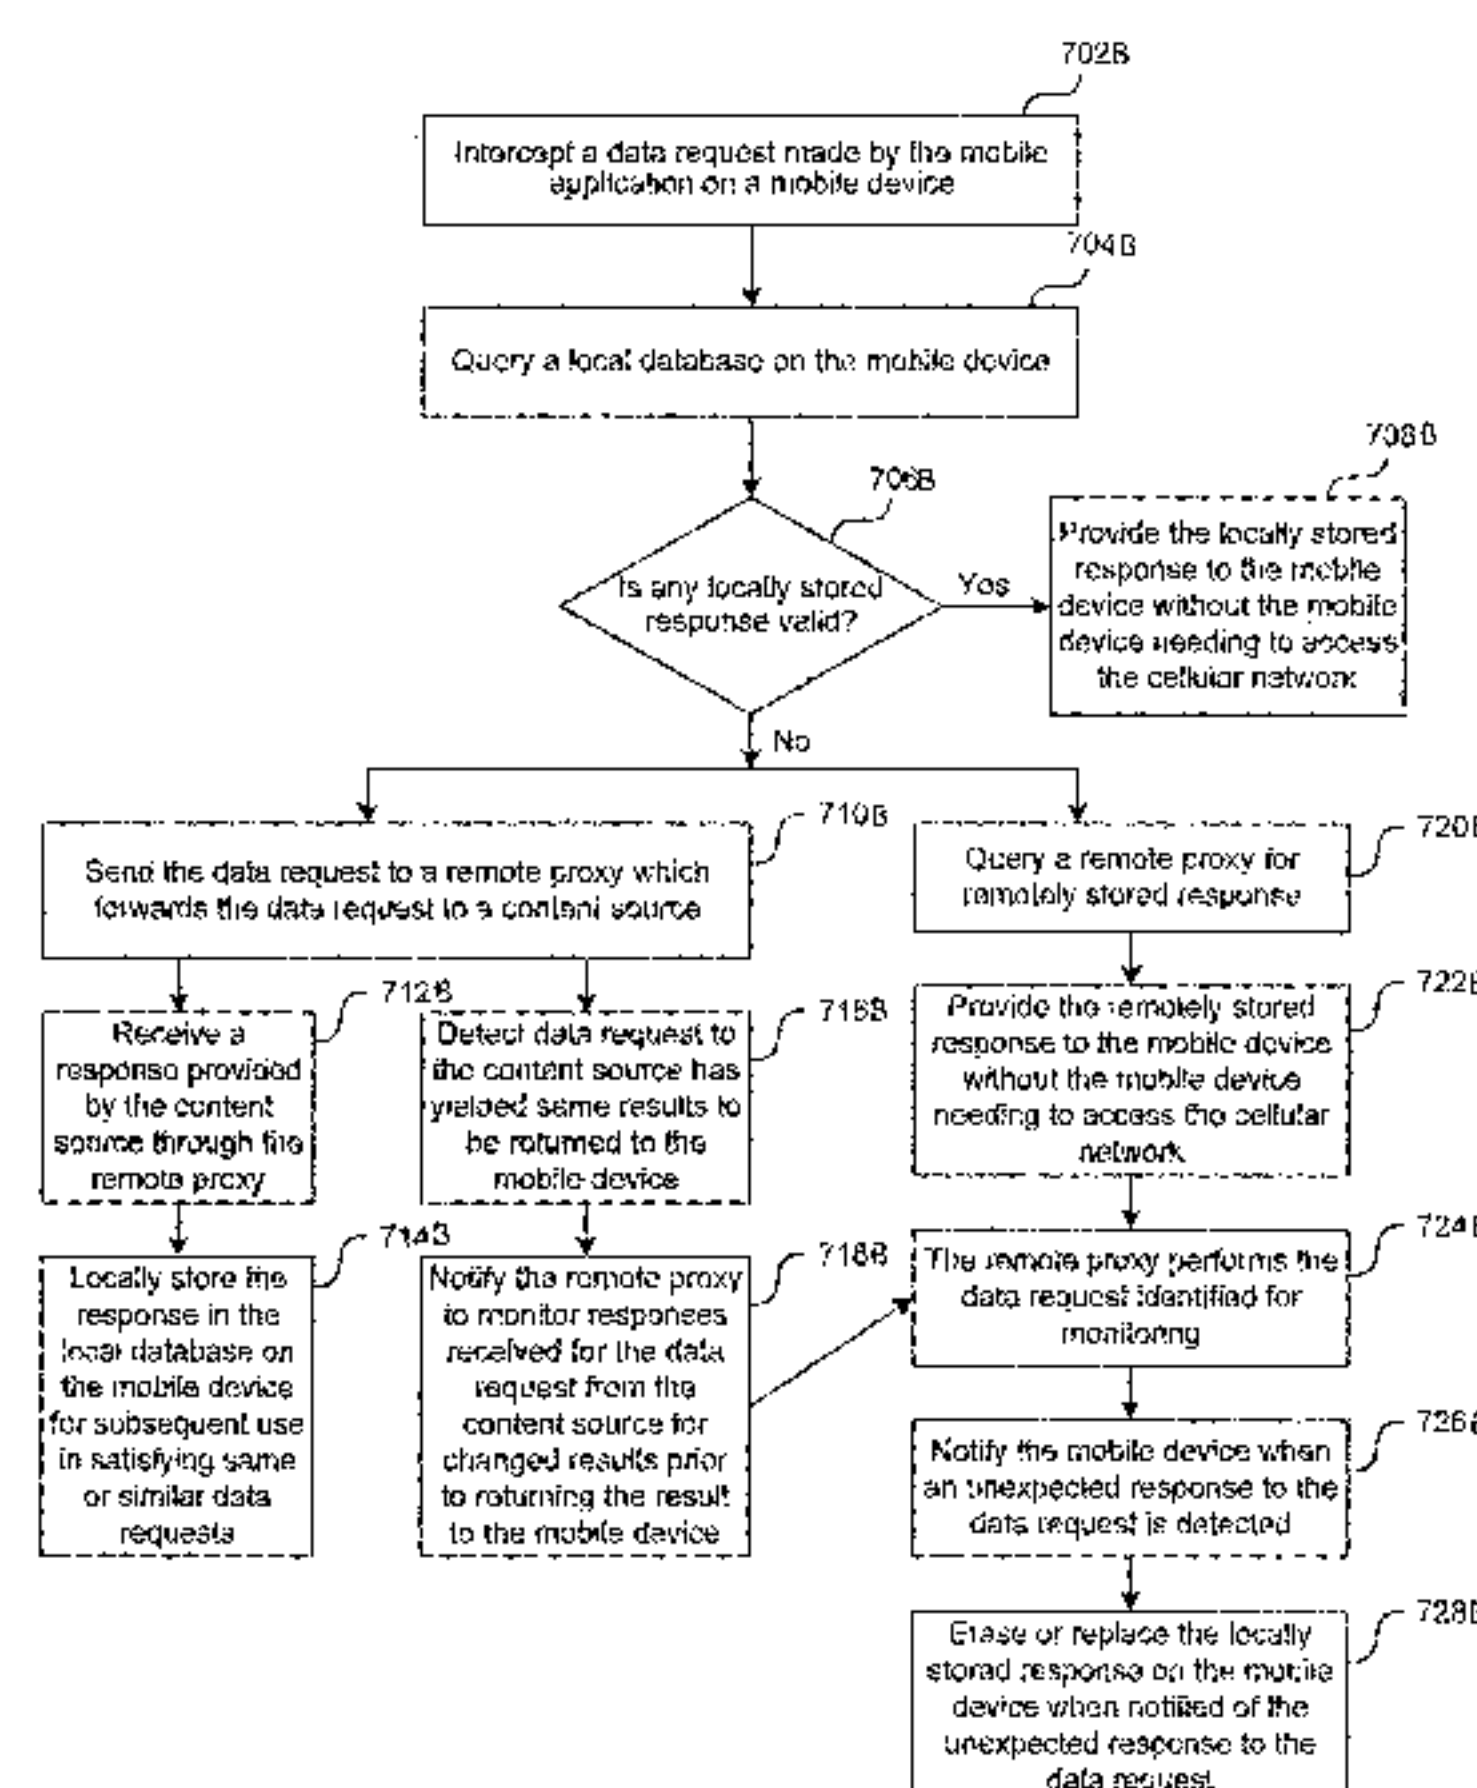 702B
Intercept a data request made by the mobile
application on a mobile device
704B
Query a local database on the mobile device
706B
Is any locally stored
response valid?
Yes
708B
Provide the locally stored
response to the mobile
device without the mobile
device needing to access
the cellular network
No
710B
Send the data request to a remote proxy which
forwards the data request to a content source
712B
Receive a
response provided
by the content
source through the
remote proxy
714B
Locally store the
response in the
local database on
the mobile device
for subsequent use
in satisfying same
or similar data
requests
716B
Detect data request to
the content source has
yielded same results to
be returned to the
mobile device
718B
Notify the remote proxy
to monitor responses
received for the data
request from the
content source for
changed results prior
to returning the result
to the mobile device
720B
Query a remote proxy for
remotely stored response
722B
Provide the remotely stored
response to the mobile device
without the mobile device
needing to access the cellular
network
724B
The remote proxy performs the
data request identified for
monitoring
726B
Notify the mobile device when
an unexpected response to the
data request is detected
728B
Erase or replace the locally
stored response on the mobile
device when notified of the
unexpected response to the
data request